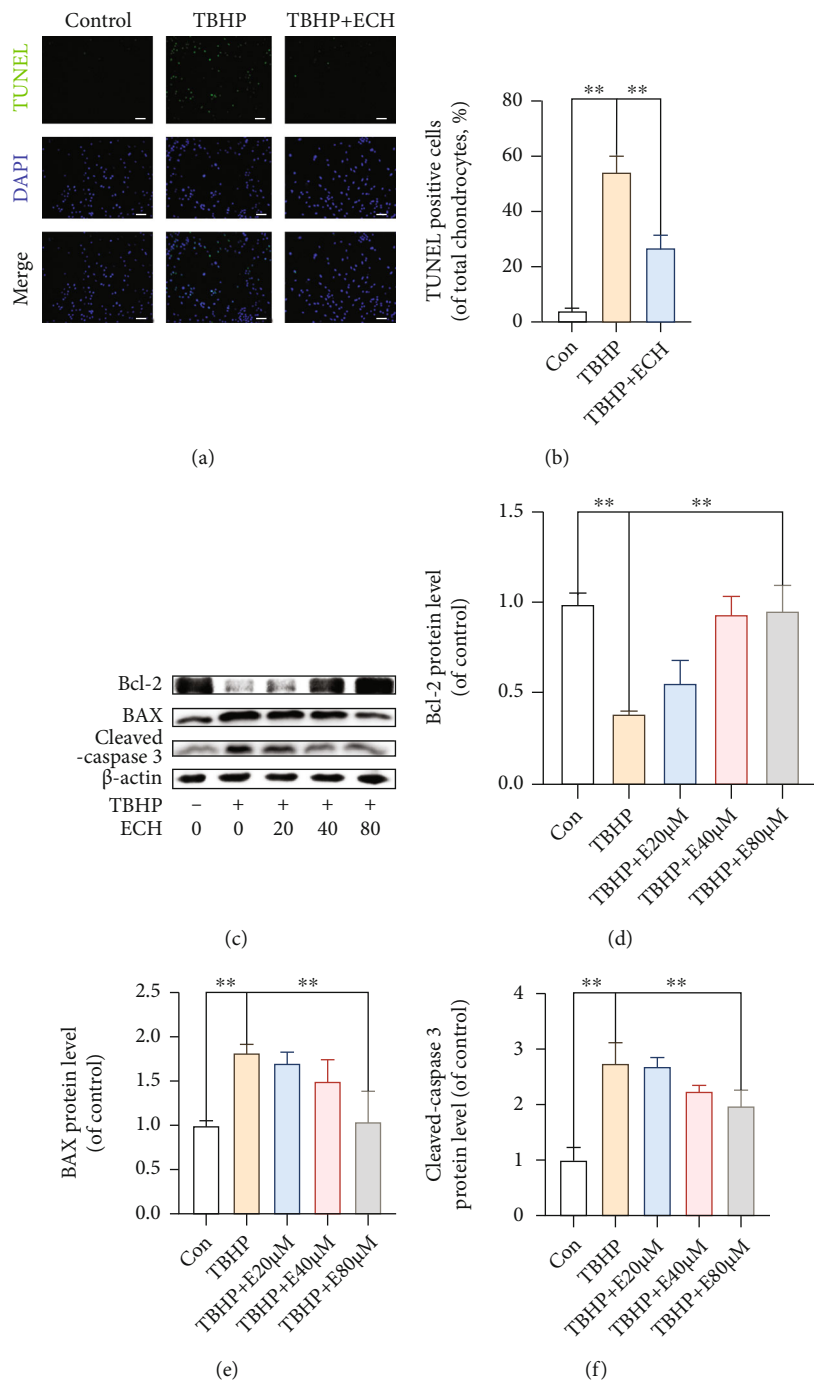 Control TBHP TBHP+ECH
TUNEL
DAPI
Merge
(a)
** **
TUNEL positive cells
(of total chondrocytes, %)
80
60
40
20
0
Con
TBHP
TBHP+ECH
(b)
Bcl-2
BAX
Cleaved
-caspase 3
β-actin
TBHP – + + + +
ECH 0 0 20 40 80
(c)
** **
Bcl-2 protein level
(of control)
1.5
1.0
0.5
0.0
Con
TBHP
TBHP+E20μM
TBHP+E40μM
TBHP+E80μM
(d)
** **
BAX protein level
(of control)
2.5
2.0
1.5
1.0
0.5
0.0
Con
TBHP
TBHP+E20μM
TBHP+E40μM
TBHP+E80μM
(e)
** **
Cleaved-caspase 3
protein level (of control)
4
3
2
1
0
Con
TBHP
TBHP+E20μM
TBHP+E40μM
TBHP+E80μM
(f)